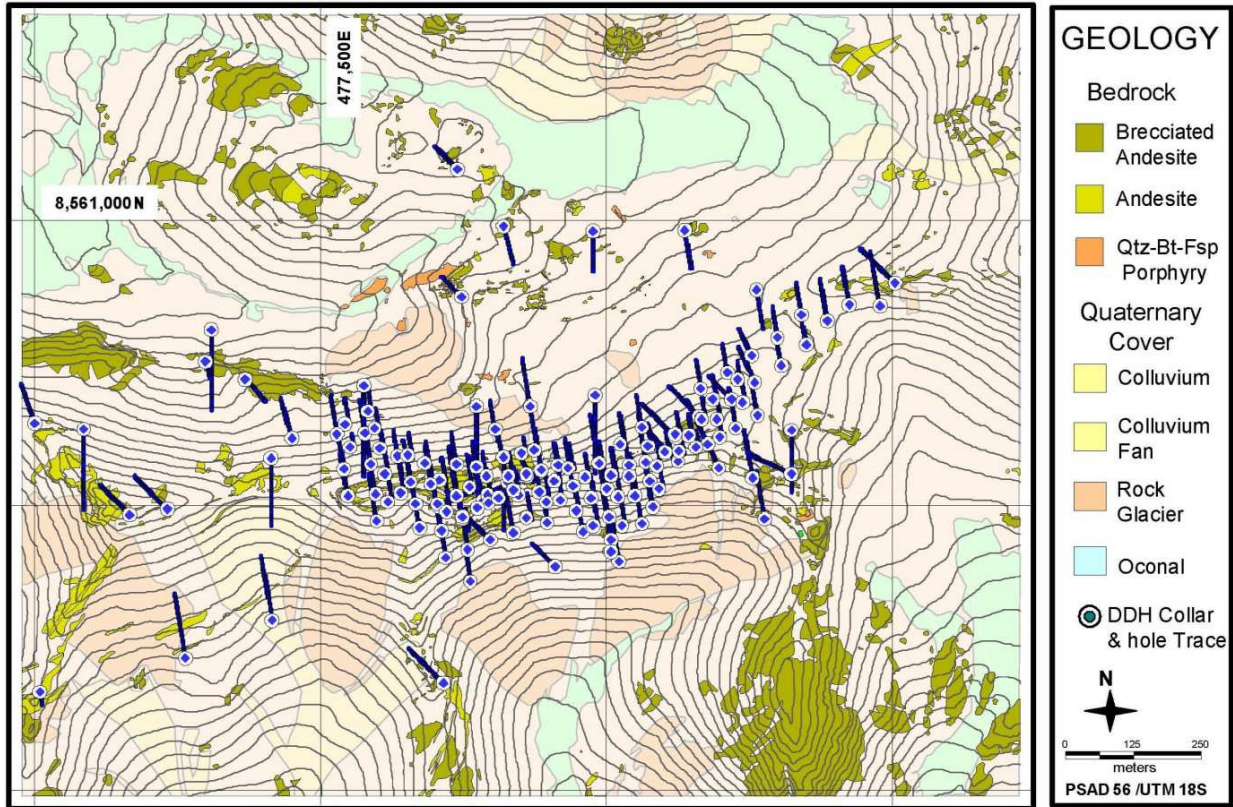 477,500E
8,561,000 N
GEOLOGY
Bedrock
Brecciated
Andesite
Andesite
Qtz-Bt-Fsp
Porphyry
Quaternary
Cover
Colluvium
Colluvium
Fan
Rock
Glacier
Oconal
DDH Collar
& hole Trace
N
0 125 250
meters
PSAD 56 /UTM 18S